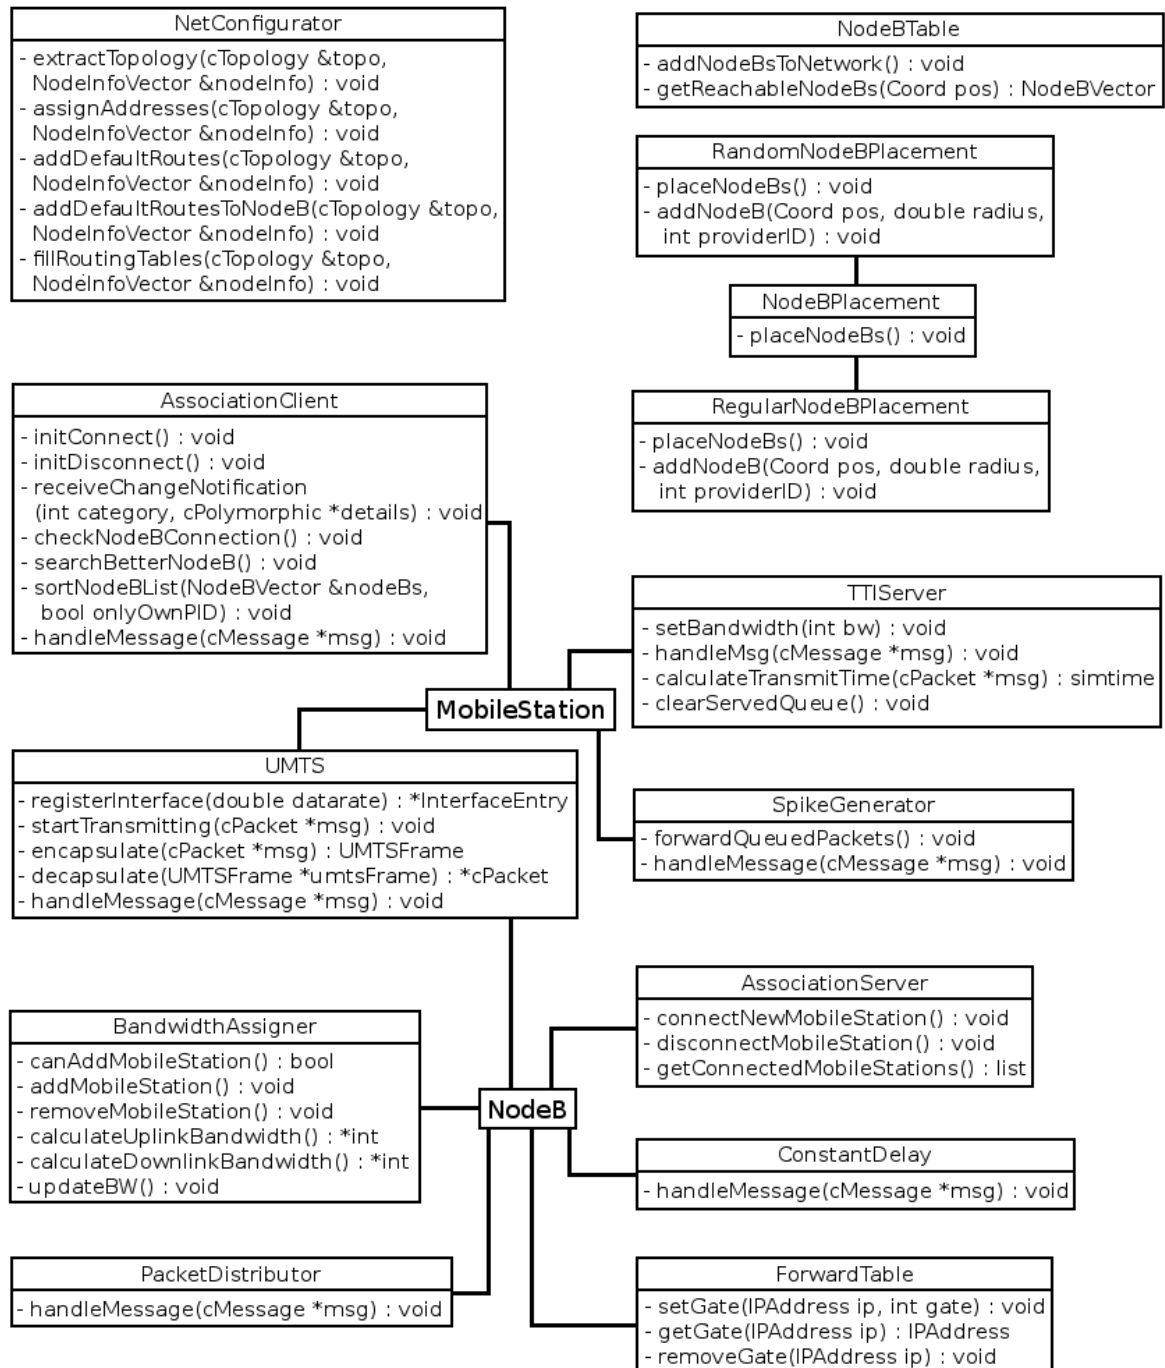 NetConfigurator
- extractTopology(cTopology &topo,
NodeInfoVector &nodeInfo) : void
- assignAddresses(cTopology &topo,
NodeInfoVector &nodeInfo) : void
- addDefaultRoutes(cTopology &topo,
NodeInfoVector &nodeInfo) : void
- addDefaultRoutesToNodeB(cTopology &topo,
NodeInfoVector &nodeInfo) : void
- fillRoutingTables(cTopology &topo,
NodeInfoVector &nodeInfo) : void
NodeBTable
- addNodeBsToNetwork() : void
- getReachableNodeBs(Coord pos) : NodeBVector
RandomNodeBPlacement
- placeNodeBs() : void
- addNodeB(Coord pos, double radius,
int providerID) : void
NodeBPlacement
- placeNodeBs() : void
RegularNodeBPlacement
- placeNodeBs() : void
- addNodeB(Coord pos, double radius,
int providerID) : void
AssociationClient
- initConnect() : void
- initDisconnect() : void
- receiveChangeNotification
(int category, cPolymorphic *details) : void
- checkNodeBConnection() : void
- searchBetterNodeB() : void
- sortNodeBList(NodeBVector &nodeBs,
bool onlyOwnPID) : void
- handleMessage(cMessage *msg) : void
TTIServer
- setBandwidth(int bw) : void
- handleMsg(cMessage *msg) : void
- calculateTransmitTime(cPacket *msg) : simtime
- clearServedQueue() : void
MobileStation
UMTS
- registerInterface(double datarate) : *InterfaceEntry
- startTransmitting(cPacket *msg) : void
- encapsulate(cPacket *msg) : UMTSFrame
- decapsulate(UMTSFrame *umtsFrame) : *cPacket
- handleMessage(cMessage *msg) : void
SpikeGenerator
- forwardQueuedPackets() : void
- handleMessage(cMessage *msg) : void
AssociationServer
- connectNewMobileStation() : void
- disconnectMobileStation() : void
- getConnectedMobileStations() : list
BandwidthAssigner
- canAddMobileStation() : bool
- addMobileStation() : void
- removeMobileStation() : void
- calculateUplinkBandwidth() : *int
- calculateDownlinkBandwidth() : *int
- updateBW() : void
NodeB
ConstantDelay
- handleMessage(cMessage *msg) : void
PacketDistributor
- handleMessage(cMessage *msg) : void
ForwardTable
- setGate(IPAddress ip, int gate) : void
- getGate(IPAddress ip) : IPAddress
- removeGate(IPAddress ip) : void